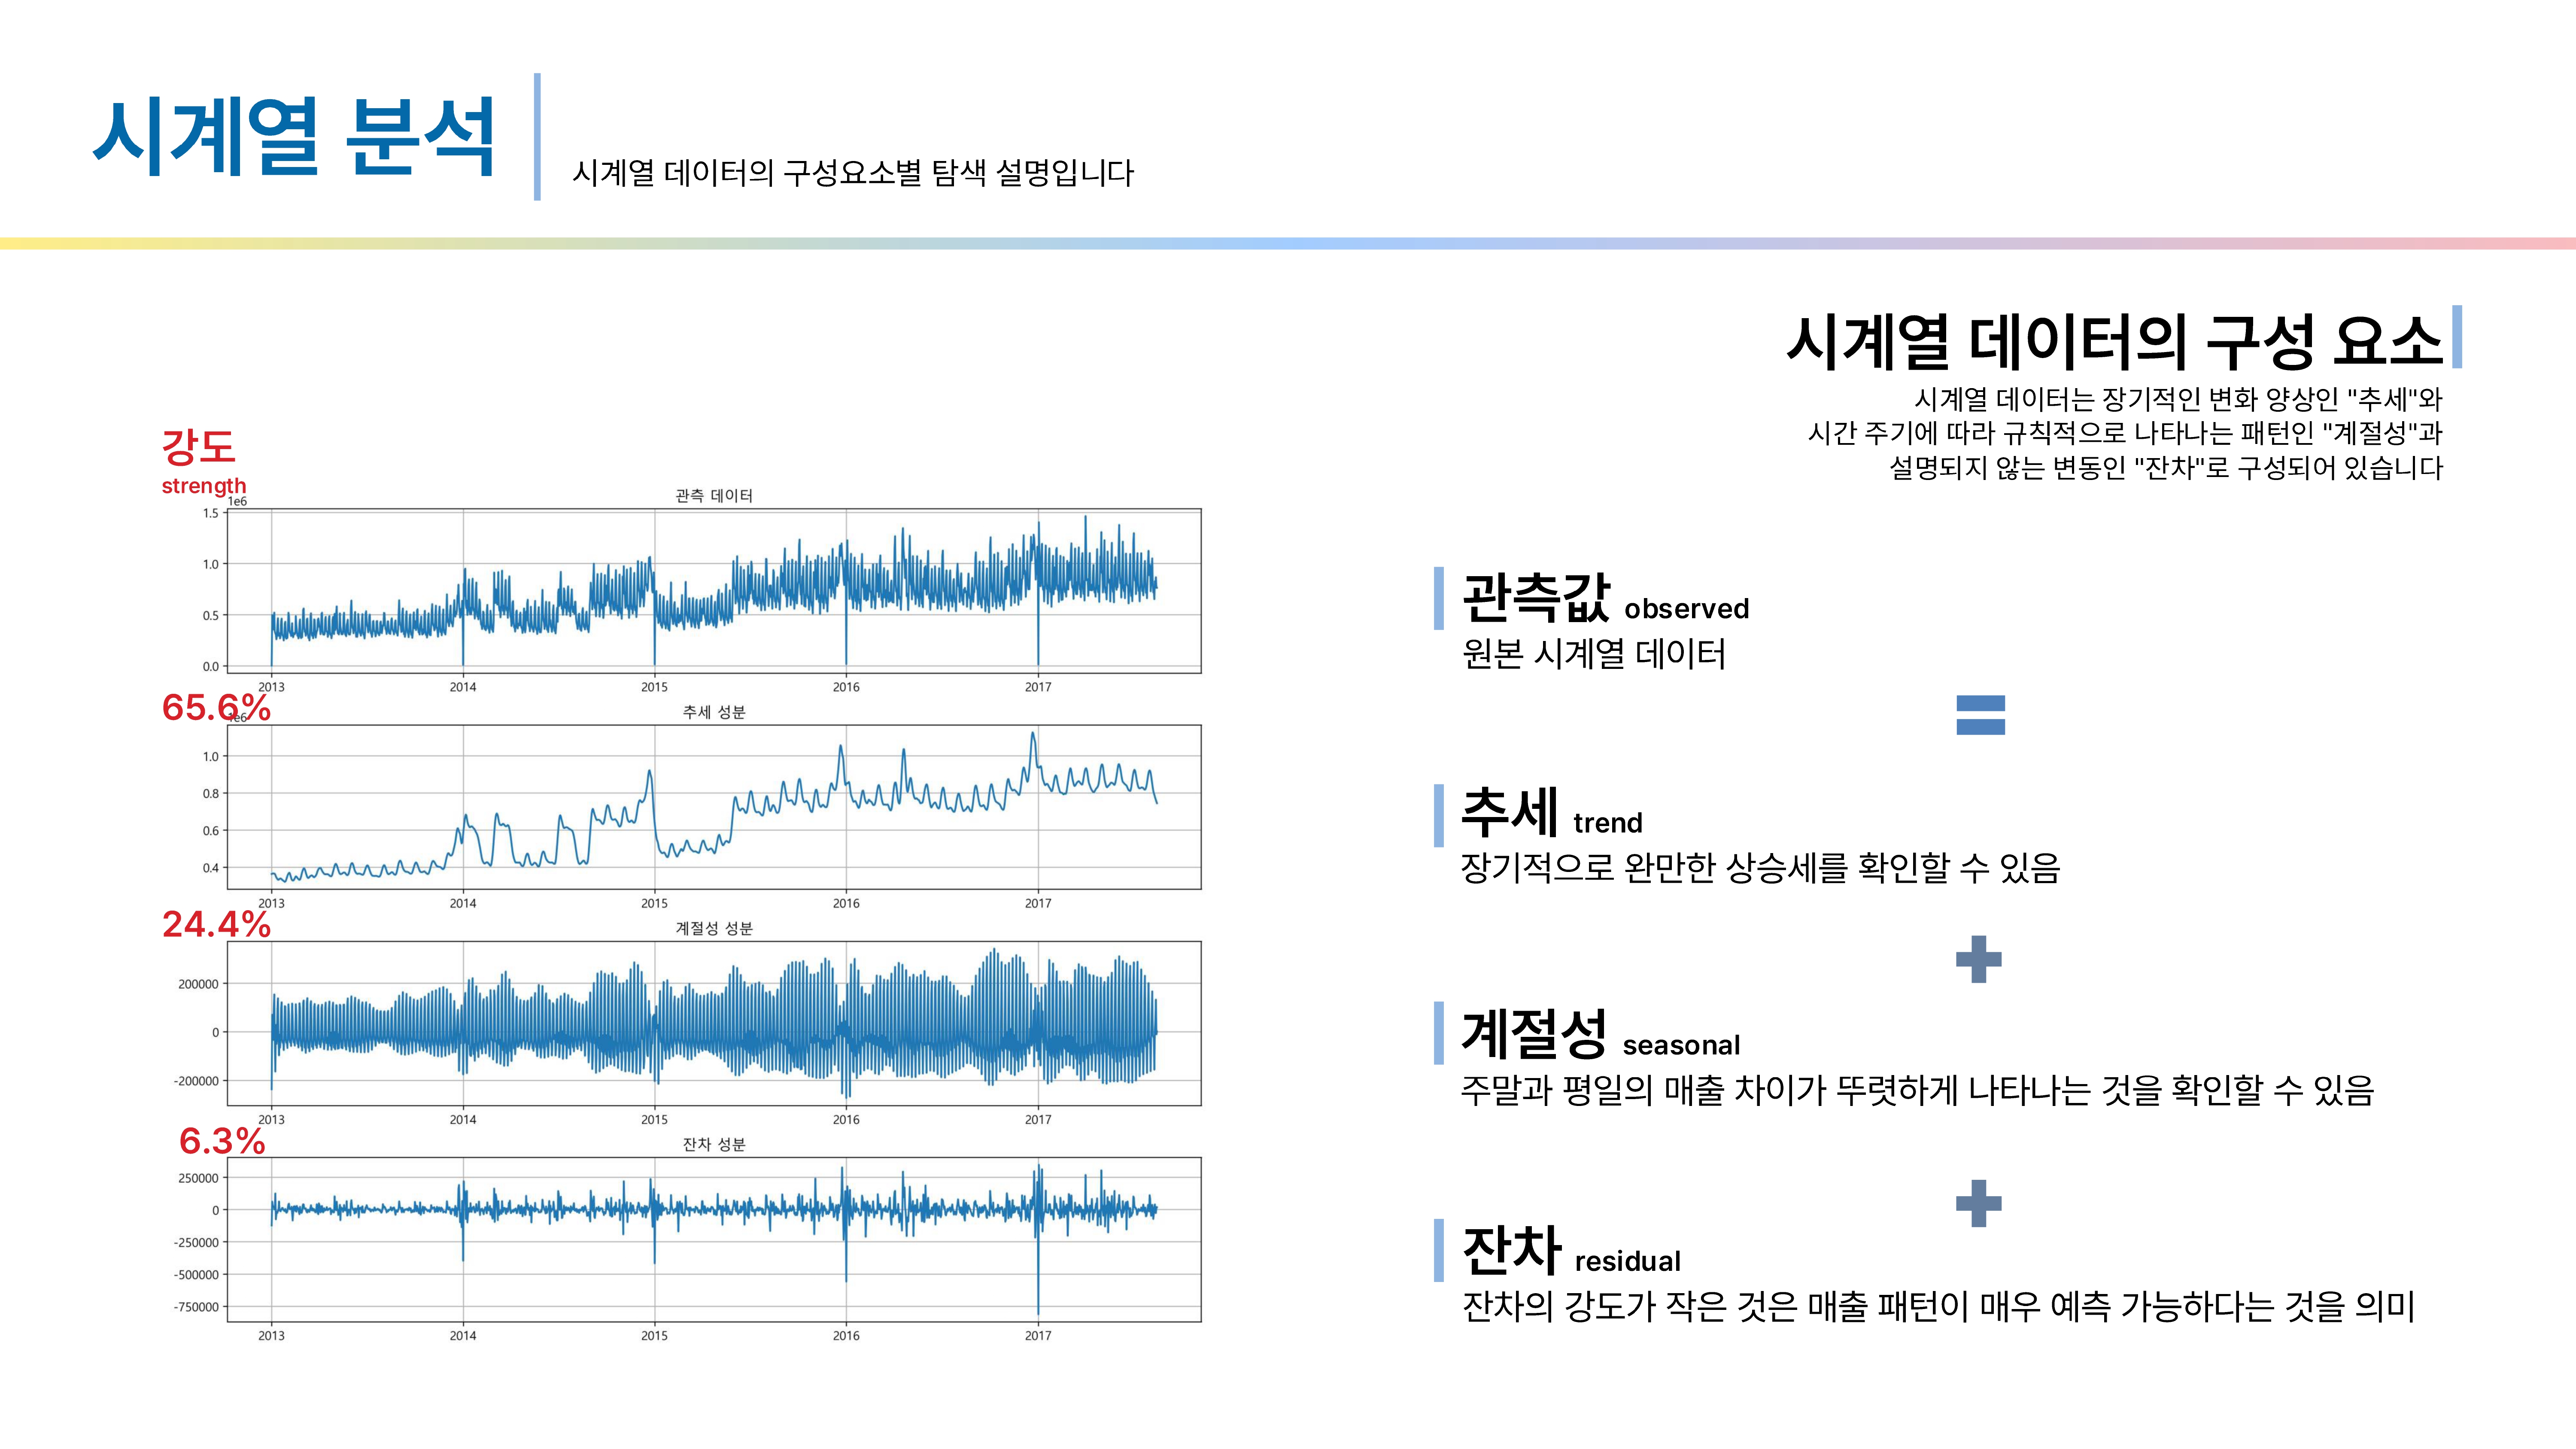 시계열 분석
시계열 데이터의 구성요소별 탐색 설명입니다
시계열 데이터의 구성 요소
시계열 데이터는 장기적인 변화 양상인 "추세"와
시간 주기에 따라 규칙적으로 나타나는 패턴인 "계절성"과
설명되지 않는 변동인 "잔차"로 구성되어 있습니다
강도
strength
1e6
관측 데이터
1.5
1.0
0.5
0.0
2013 2014 2015 2016 2017
65.6%
1e6
추세 성분
1.0
0.8
0.6
0.4
2013 2014 2015 2016 2017
24.4%
계절성 성분
200000
0
-200000
2013 2014 2015 2016 2017
6.3%
잔차 성분
250000
0
-250000
-500000
-750000
2013 2014 2015 2016 2017
관측값 observed
원본 시계열 데이터
=
추세 trend
장기적으로 완만한 상승세를 확인할 수 있음
+
계절성 seasonal
주말과 평일의 매출 차이가 뚜렷하게 나타나는 것을 확인할 수 있음
+
잔차 residual
잔차의 강도가 작은 것은 매출 패턴이 매우 예측 가능하다는 것을 의미